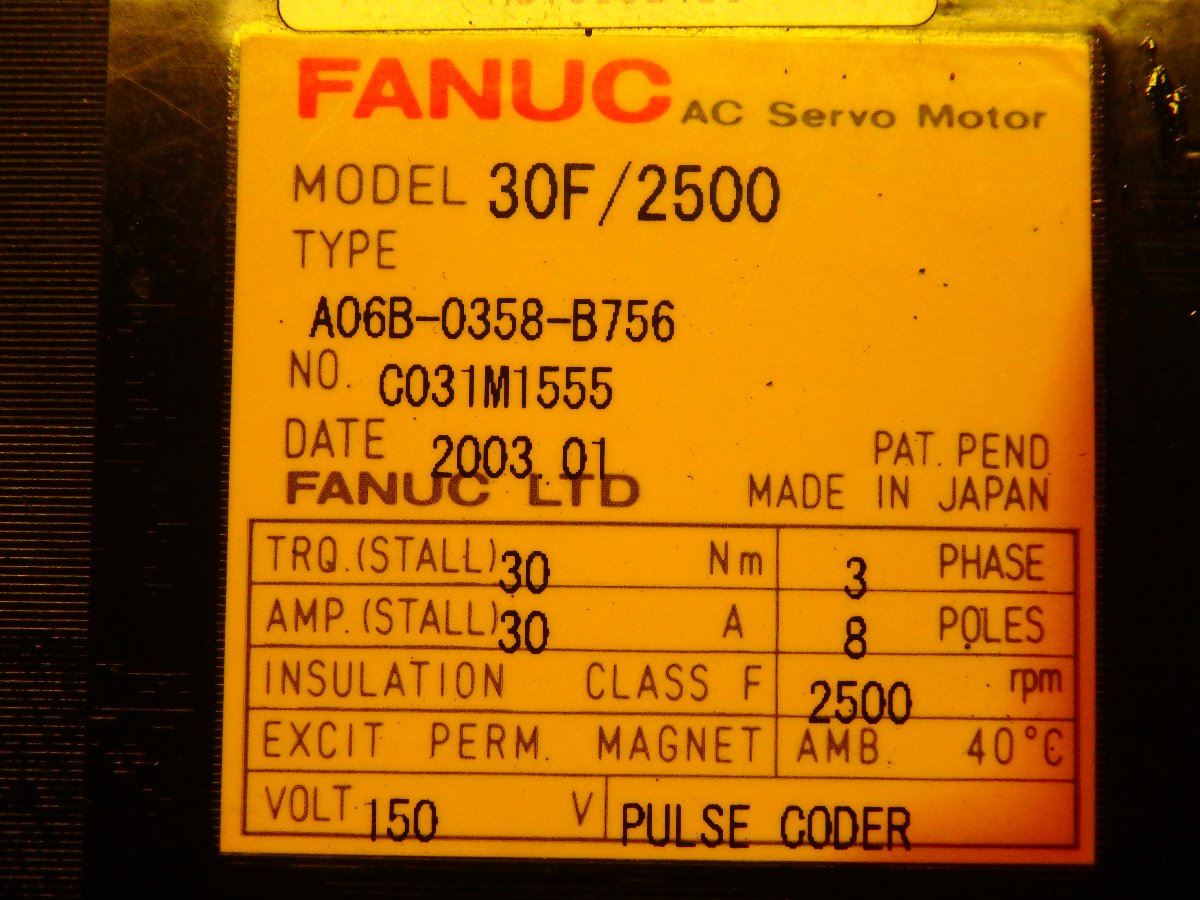 FANUC AC Servo Motor
MODEL 30F/2500
TYPE
A06B-0358-B756
NO. C031M1555
DATE 2003.01
PAT. PEND
FANUC LTD MADE IN JAPAN
TRQ.(STALL) 30 Nm 3 PHASE
AMP.(STALL) 30 A 8 POLES
INSULATION CLASS F 2500 rpm
EXCIT PERM. MAGNET AMB. 40°C
VOLT 150 V PULSE CODER